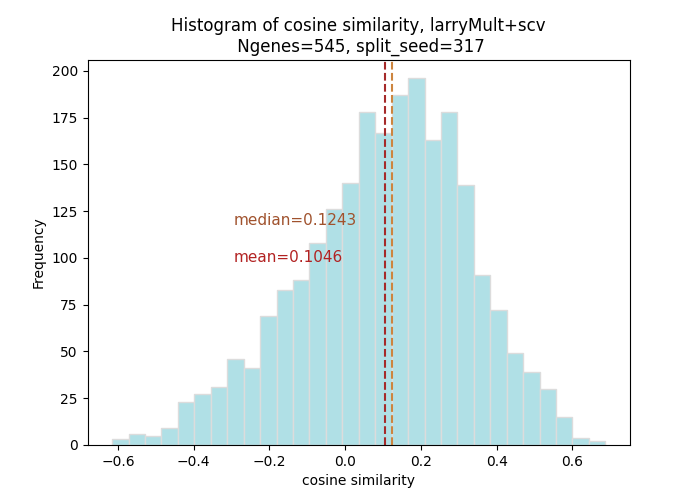 Histogram of cosine similarity, larryMult+scv
Ngenes=545, split_seed=317
200
175
150
125
100
75
50
25
0
Frequency
median=0.1243
mean=0.1046
−0.6
−0.4
−0.2
0.0
0.2
0.4
0.6
cosine similarity